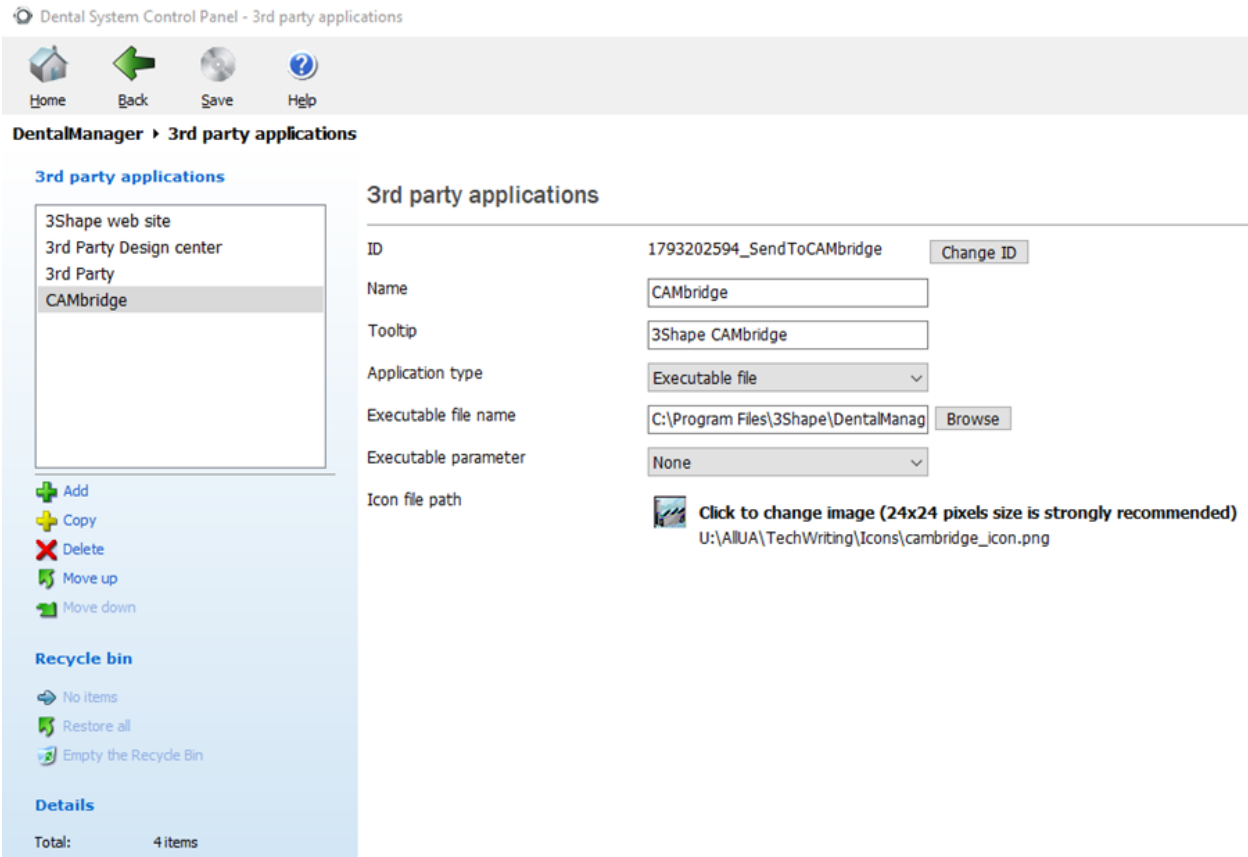 Dental System Control Panel - 3rd party applications
Home Back Save Help
DentalManager ▸ 3rd party applications
3rd party applications
3Shape web site
3rd Party Design center
3rd Party
CAMbridge
Add
Copy
Delete
Move up
Move down
Recycle bin
No items
Restore all
Empty the Recycle Bin
Details
Total: 4 items
3rd party applications
ID 1793202594_SendToCAMbridge Change ID
Name CAMbridge
Tooltip 3Shape CAMbridge
Application type Executable file
Executable file name C:\Program Files\3Shape\DentalManag Browse
Executable parameter None
Icon file path Click to change image (24x24 pixels size is strongly recommended)
U:\AllUA\TechWriting\Icons\cambridge_icon.png